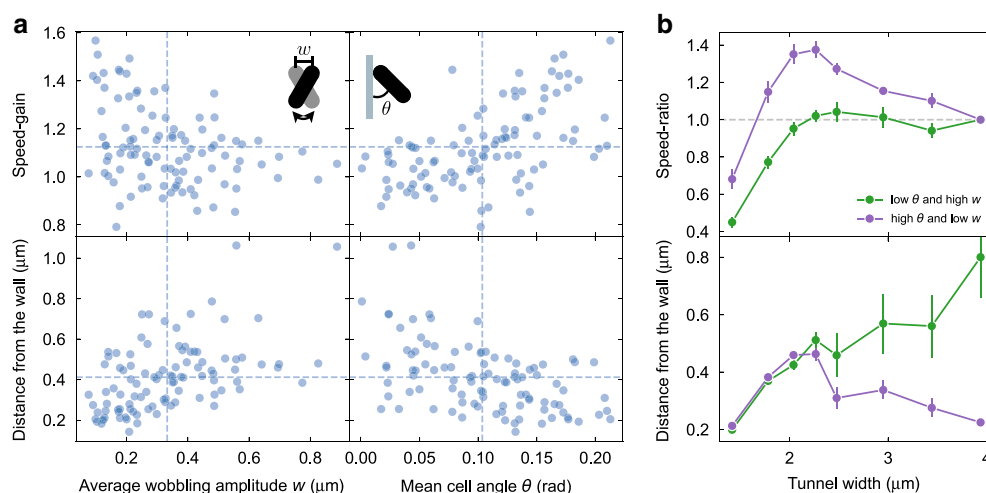 a
b
1.6
1.4
1.2
1.0
0.8
Speed-gain
w
θ
1.0
0.8
0.6
0.4
0.2
Distance from the wall (μm)
0.2 0.4 0.6 0.8
Average wobbling amplitude w (μm)
0.00 0.05 0.10 0.15 0.20
Mean cell angle θ (rad)
1.4
1.2
1.0
0.8
0.6
0.4
Speed-ratio
low θ and high w
high θ and low w
0.8
0.6
0.4
0.2
Distance from the wall (μm)
2 3 4
Tunnel width (μm)